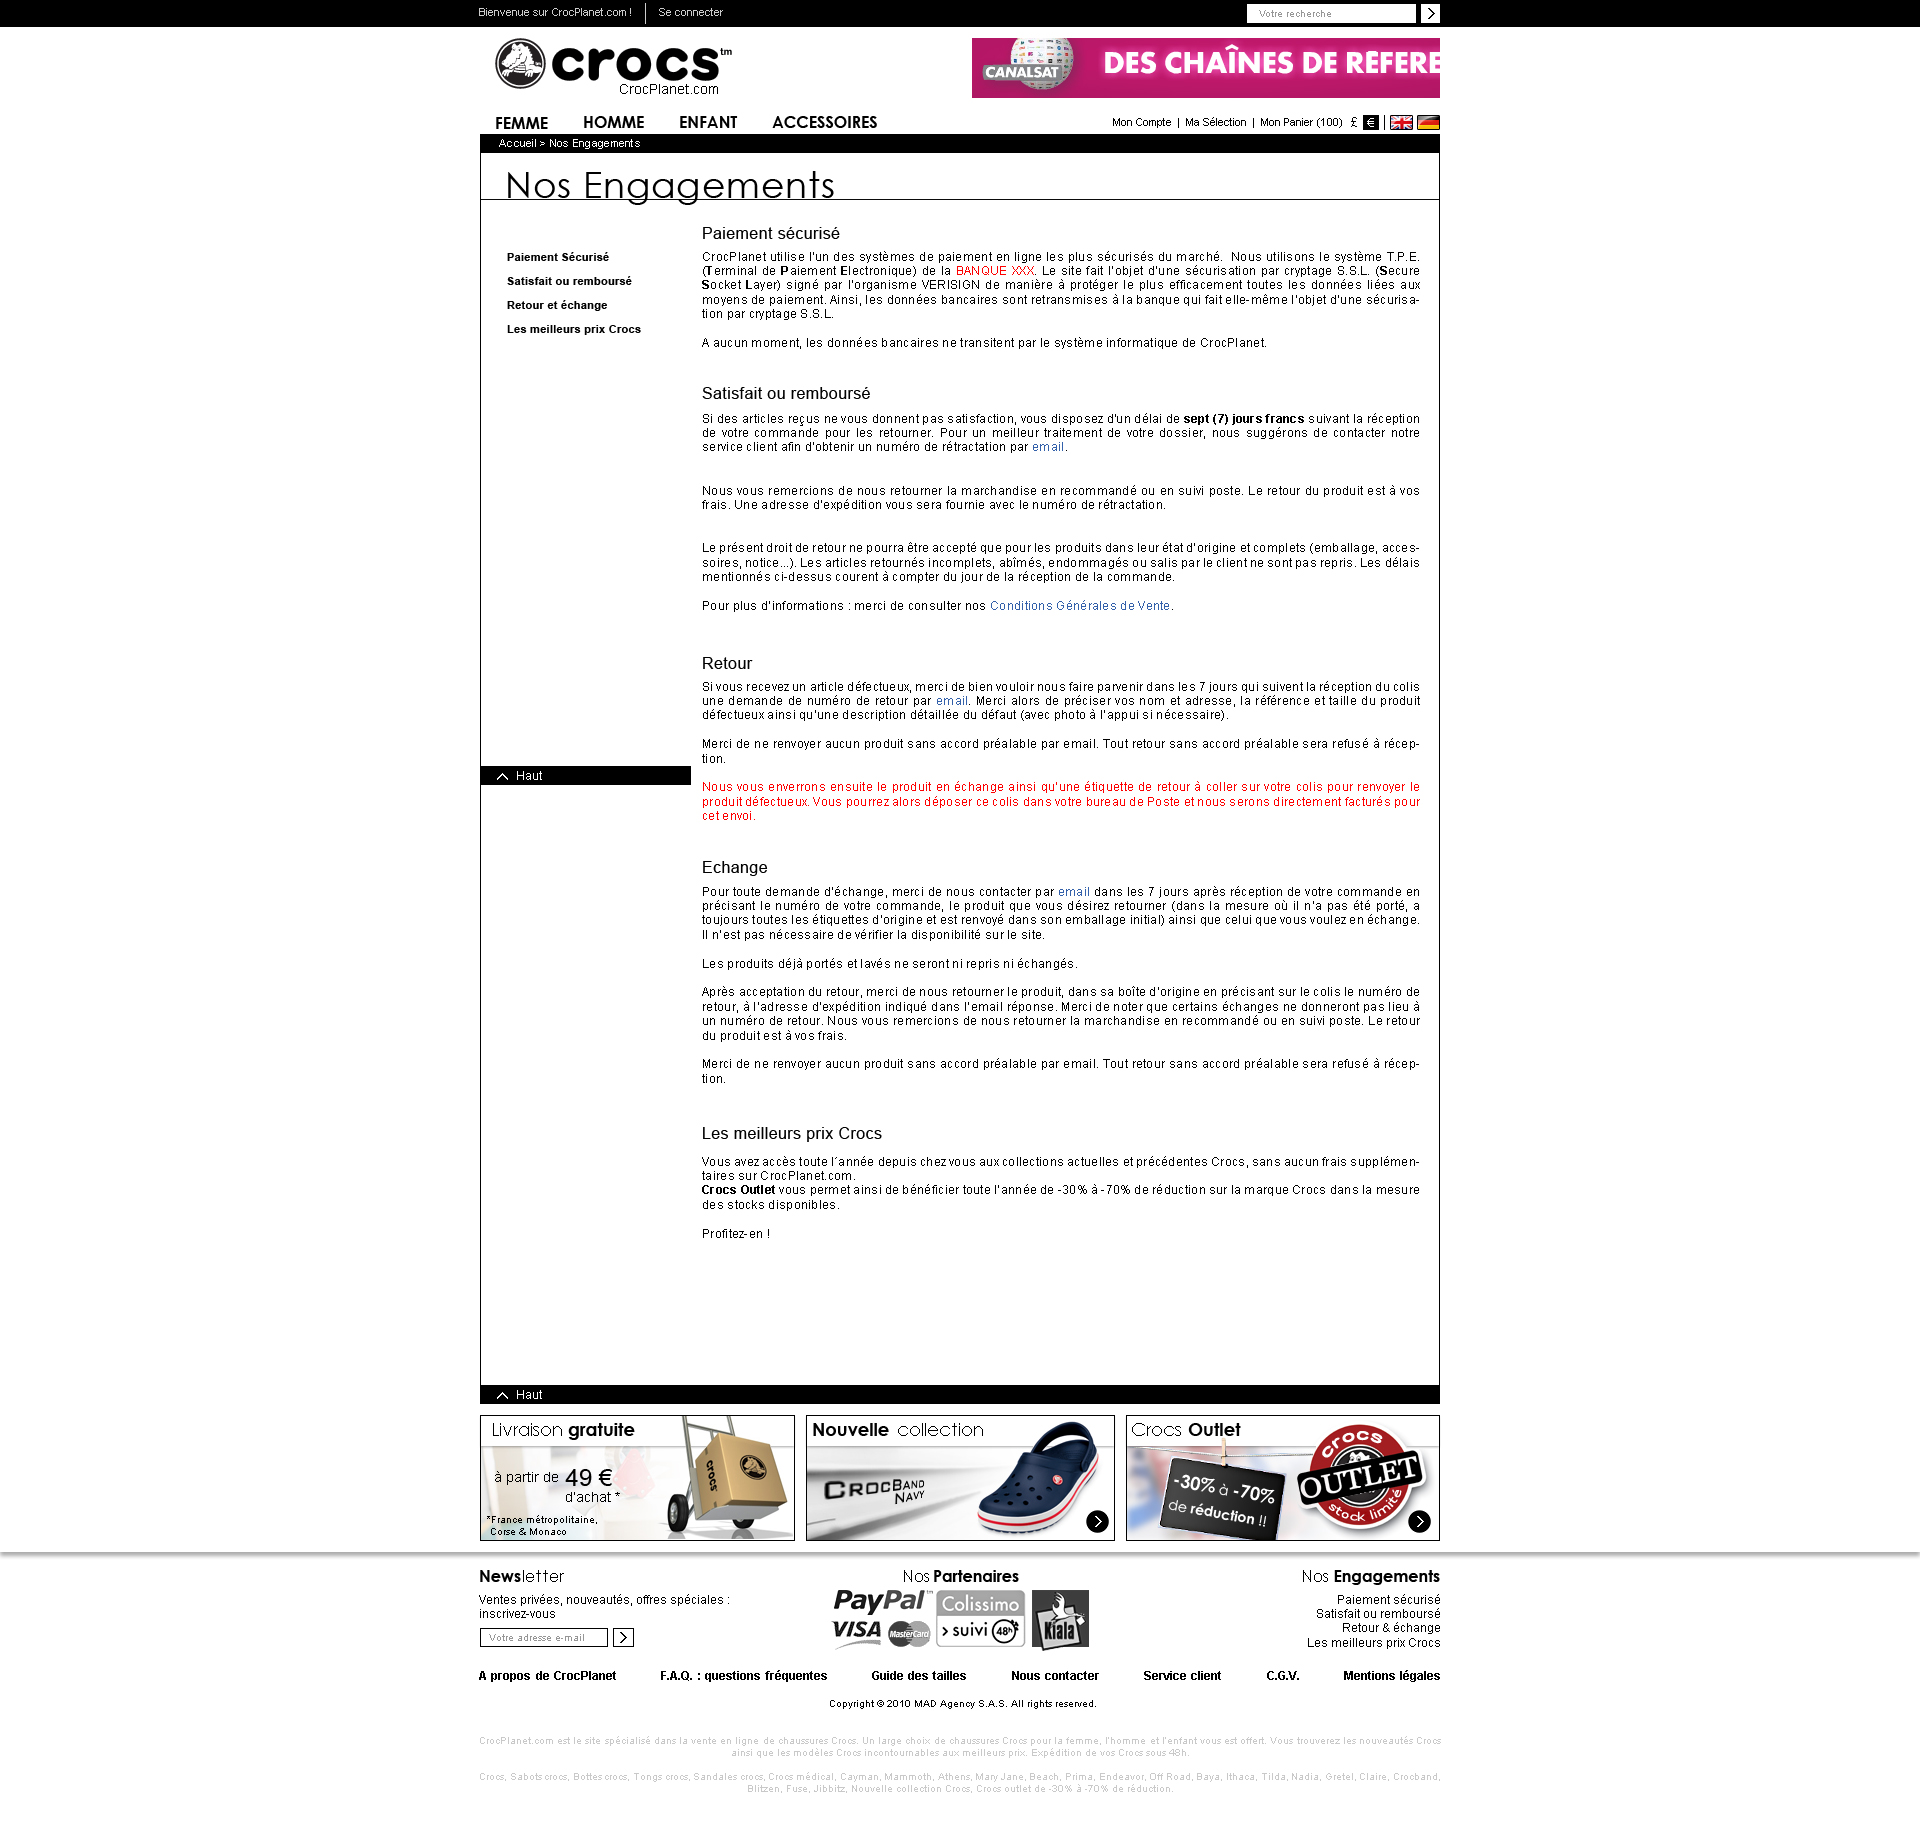 Bienvenue sur CrocPlanet.com ! | Se connecter
Votre recherche
crocs™
CrocPlanet.com
CANALSAT
DES CHAÎNES DE RÉFÉRE
FEMME HOMME ENFANT ACCESSOIRES
Mon Compte | Ma Sélection | Mon Panier (100) £ €
Accueil > Nos Engagements
Nos Engagements
Paiement Sécurisé
Satisfait ou remboursé
Retour et échange
Les meilleurs prix Crocs
Paiement sécurisé
CrocPlanet utilise l'un des systèmes de paiement en ligne les plus sécurisés du marché. Nous utilisons le système T.P.E.
(Terminal de Paiement Electronique) de la BANQUE XXX. Le site fait l'objet d'une sécurisation par cryptage S.S.L. (Secure
Socket Layer) signé par l'organisme VERISIGN de manière à protéger le plus efficacement toutes les données liées aux
moyens de paiement. Ainsi, les données bancaires sont retransmises à la banque qui fait elle-même l'objet d'une sécurisa-
tion par cryptage S.S.L.
A aucun moment, les données bancaires ne transitent par le système informatique de CrocPlanet.
Satisfait ou remboursé
Si des articles reçus ne vous donnent pas satisfaction, vous disposez d'un délai de sept (7) jours francs suivant la réception
de votre commande pour les retourner. Pour un meilleur traitement de votre dossier, nous suggérons de contacter notre
service client afin d'obtenir un numéro de rétractation par email.
Nous vous remercions de nous retourner la marchandise en recommandé ou en suivi poste. Le retour du produit est à vos
frais. Une adresse d'expédition vous sera fournie avec le numéro de rétractation.
Le présent droit de retour ne pourra être accepté que pour les produits dans leur état d'origine et complets (emballage, acces-
soires, notice...). Les articles retournés incomplets, abîmés, endommagés ou salis par le client ne sont pas repris. Les délais
mentionnés ci-dessus courent à compter du jour de la réception de la commande.
Pour plus d'informations : merci de consulter nos Conditions Générales de Vente.
Retour
Si vous recevez un article défectueux, merci de bien vouloir nous faire parvenir dans les 7 jours qui suivent la réception du colis
une demande de numéro de retour par email. Merci alors de préciser vos nom et adresse, la référence et taille du produit
défectueux ainsi qu'une description détaillée du défaut (avec photo à l'appui si nécessaire).
Merci de ne renvoyer aucun produit sans accord préalable par email. Tout retour sans accord préalable sera refusé à récep-
tion.
Haut
Nous vous enverrons ensuite le produit en échange ainsi qu'une étiquette de retour à coller sur votre colis pour renvoyer le
produit défectueux. Vous pourrez alors déposer ce colis dans votre bureau de Poste et nous serons directement facturés pour
cet envoi.
Echange
Pour toute demande d'échange, merci de nous contacter par email dans les 7 jours après réception de votre commande en
précisant le numéro de votre commande, le produit que vous désirez retourner (dans la mesure où il n'a pas été porté, a
toujours toutes les étiquettes d'origine et est renvoyé dans son emballage initial) ainsi que celui que vous voulez en échange.
Il n'est pas nécessaire de vérifier la disponibilité sur le site.
Les produits déjà portés et lavés ne seront ni repris ni échangés.
Après acceptation du retour, merci de nous retourner le produit, dans sa boîte d'origine en précisant sur le colis le numéro de
retour, à l'adresse d'expédition indiqué dans l'email réponse. Merci de noter que certains échanges ne donneront pas lieu à
un numéro de retour. Nous vous remercions de nous retourner la marchandise en recommandé ou en suivi poste. Le retour
du produit est à vos frais.
Merci de ne renvoyer aucun produit sans accord préalable par email. Tout retour sans accord préalable sera refusé à récep-
tion.
Les meilleurs prix Crocs
Vous avez accès toute l´année depuis chez vous aux collections actuelles et précédentes Crocs, sans aucun frais supplémen-
taires sur CrocPlanet.com.
Crocs Outlet vous permet ainsi de bénéficier toute l'année de -30% à -70% de réduction sur la marque Crocs dans la mesure
des stocks disponibles.
Profitez-en !
Haut
Livraison gratuite
à partir de 49 €
d'achat *
*France métropolitaine,
Corse & Monaco
crocs
Nouvelle collection
CROCBAND
NAVY
Crocs Outlet
-30% à -70%
de réduction !!
crocs
OUTLET
stock limité
Newsletter
Ventes privées, nouveautés, offres spéciales :
inscrivez-vous
Votre adresse e-mail
Nos Partenaires
PayPal
VISA
MasterCard
Colissimo
suivi 48h
Kiala
Nos Engagements
Paiement sécurisé
Satisfait ou remboursé
Retour & échange
Les meilleurs prix Crocs
A propos de CrocPlanet F.A.Q. : questions fréquentes Guide des tailles Nous contacter Service client C.G.V. Mentions légales
Copyright © 2010 MAD Agency S.A.S. All rights reserved.
CrocPlanet.com est le site spécialisé dans la vente en ligne de chaussures Crocs. Un large choix de chaussures Crocs pour la femme, l'homme et l'enfant vous est offert. Vous trouverez les nouveautés Crocs
ainsi que les modèles Crocs incontournables aux meilleurs prix. Expédition de vos Crocs sous 48h.
Crocs, Sabots crocs, Bottes crocs, Tongs crocs, Sandales crocs, Crocs médical, Cayman, Mammoth, Athens, Mary Jane, Beach, Prima, Endeavor, Off Road, Baya, Ithaca, Tilda, Nadia, Gretel, Claire, Crocband,
Blitzen, Fuse, Jibbitz, Nouvelle collection Crocs, Crocs outlet de -30% à -70% de réduction.